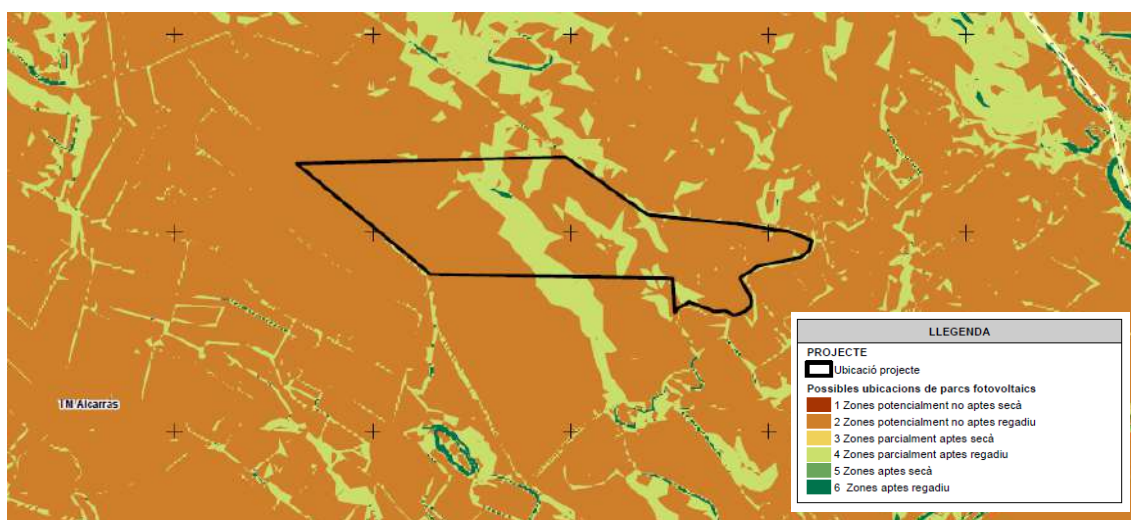 TM Alcarràs
LLEGENDA
PROJECTE
Ubicació projecte
Possibles ubicacions de parcs fotovoltaics
1 Zones potencialment no aptes secà
2 Zones potencialment no aptes regadiu
3 Zones parcialment aptes secà
4 Zones parcialment aptes regadiu
5 Zones aptes secà
6 Zones aptes regadiu